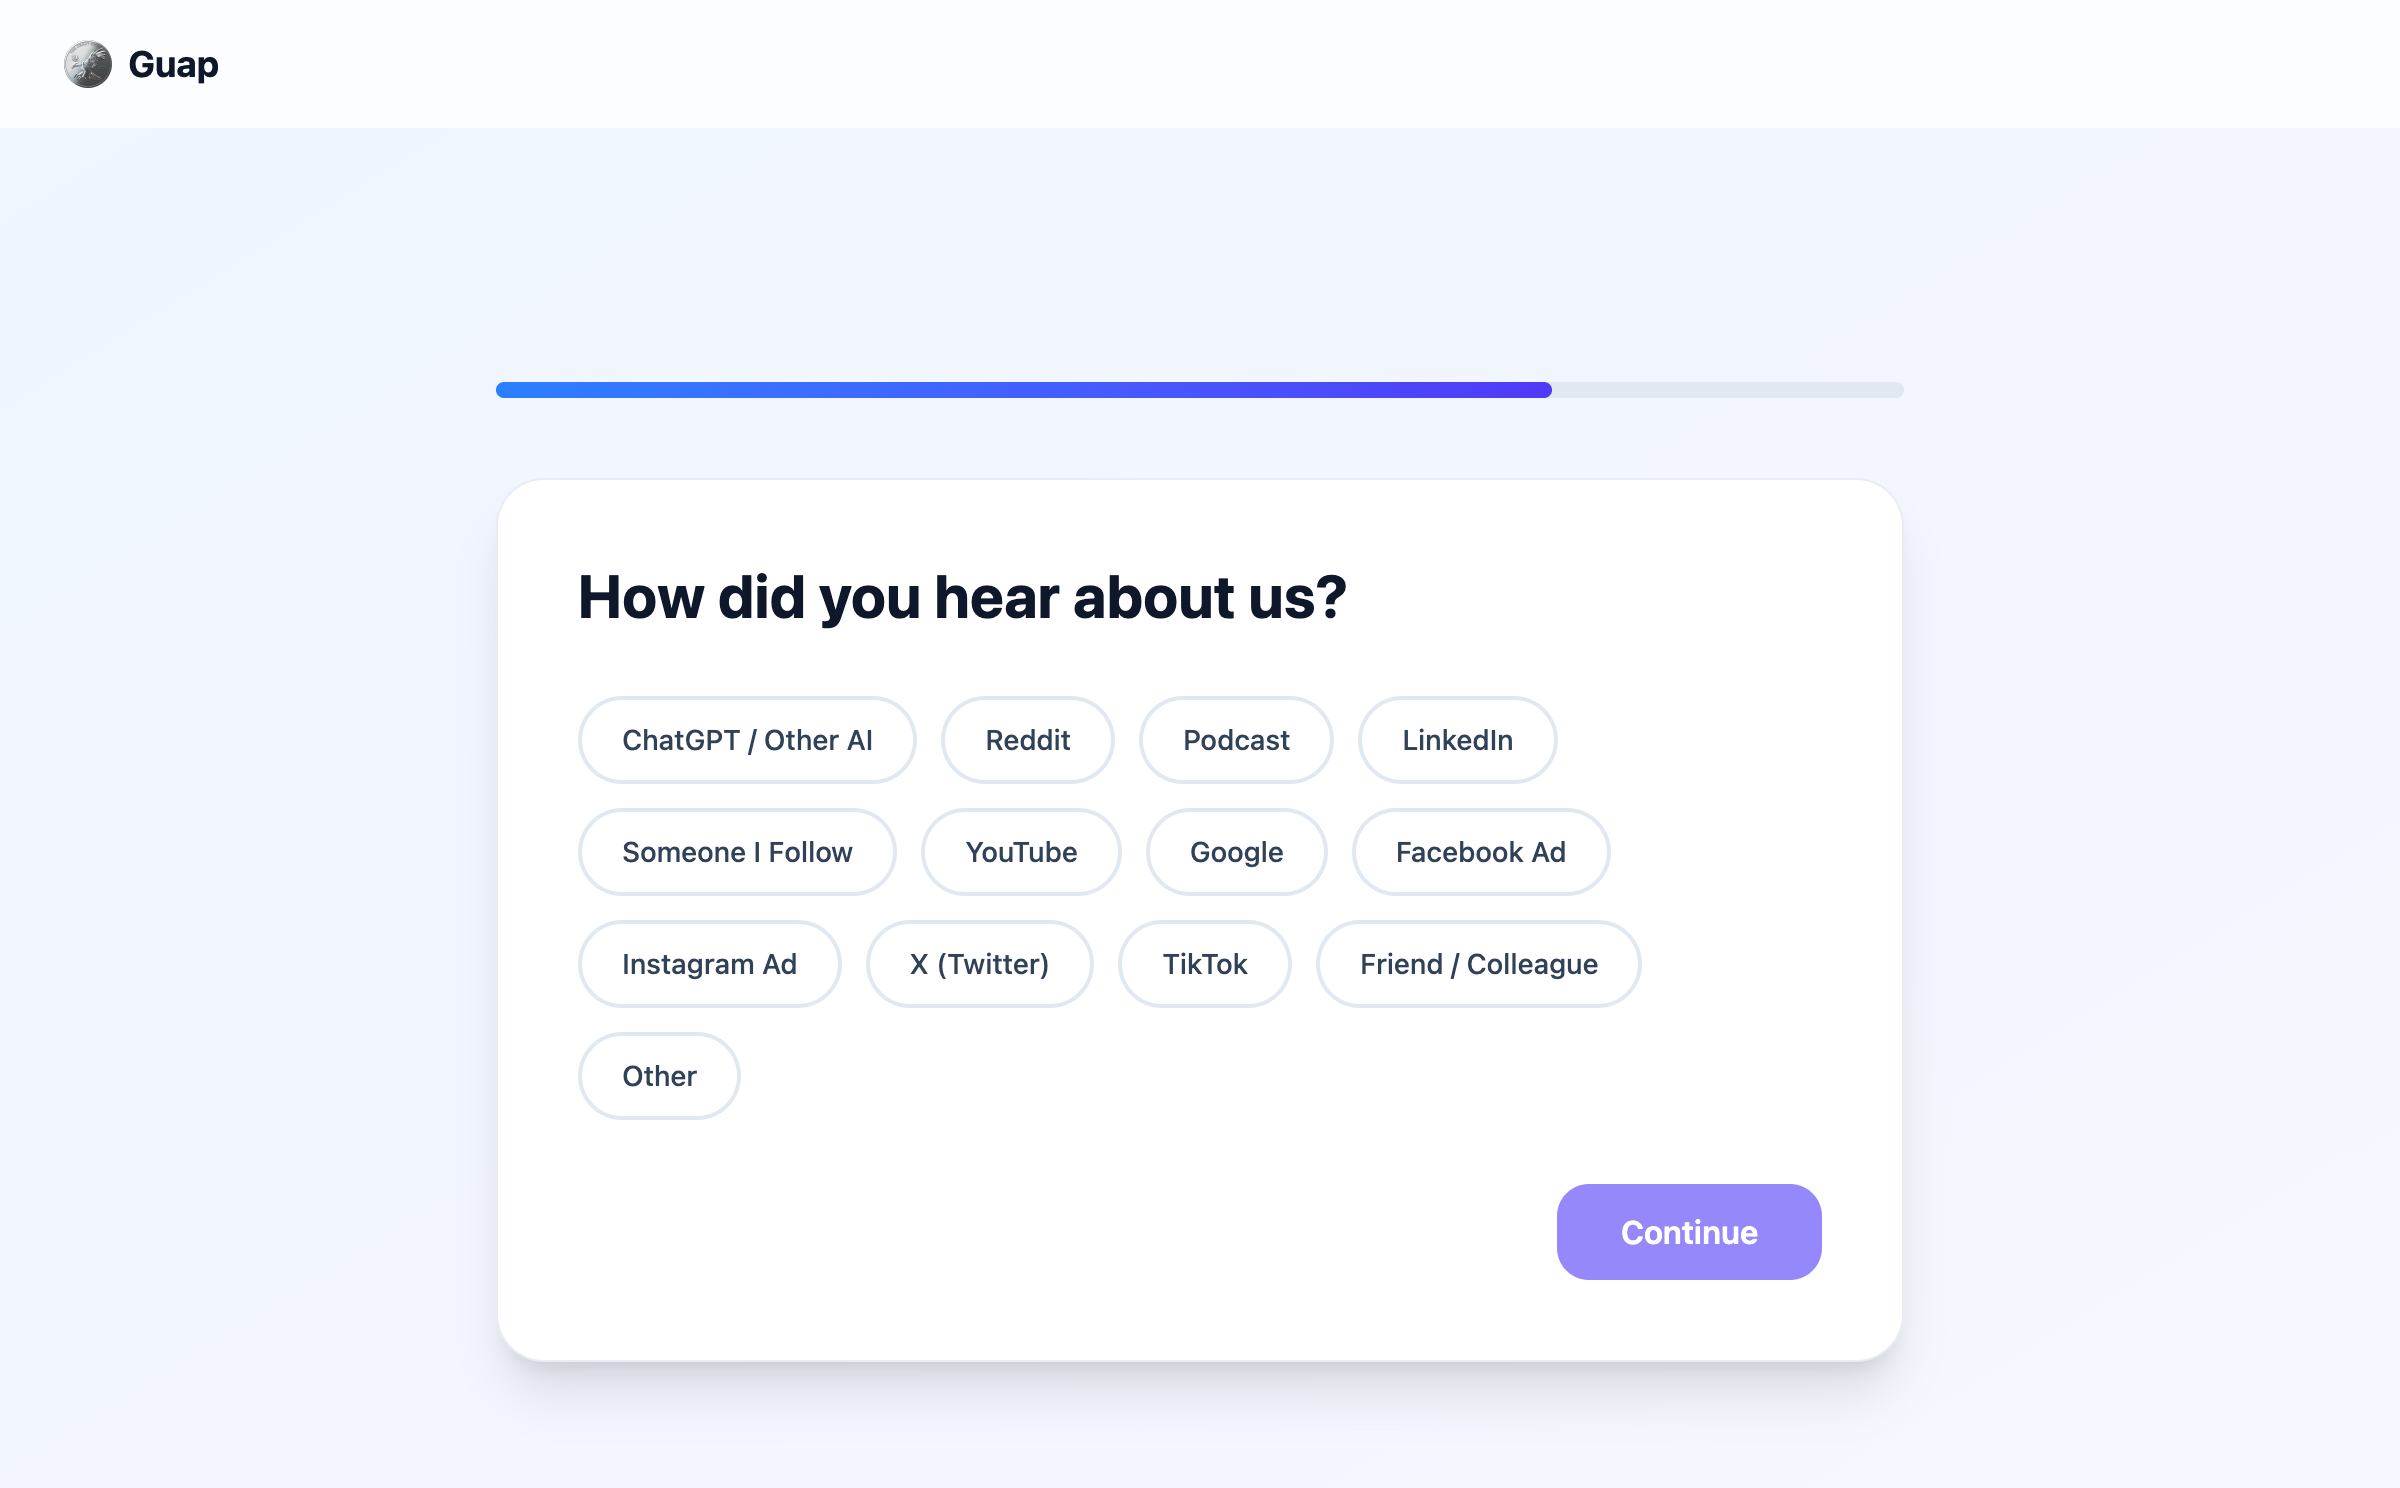 Guap
How did you hear about us?
ChatGPT / Other AI
Reddit
Podcast
LinkedIn
Someone I Follow
YouTube
Google
Facebook Ad
Instagram Ad
X (Twitter)
TikTok
Friend / Colleague
Other
Continue